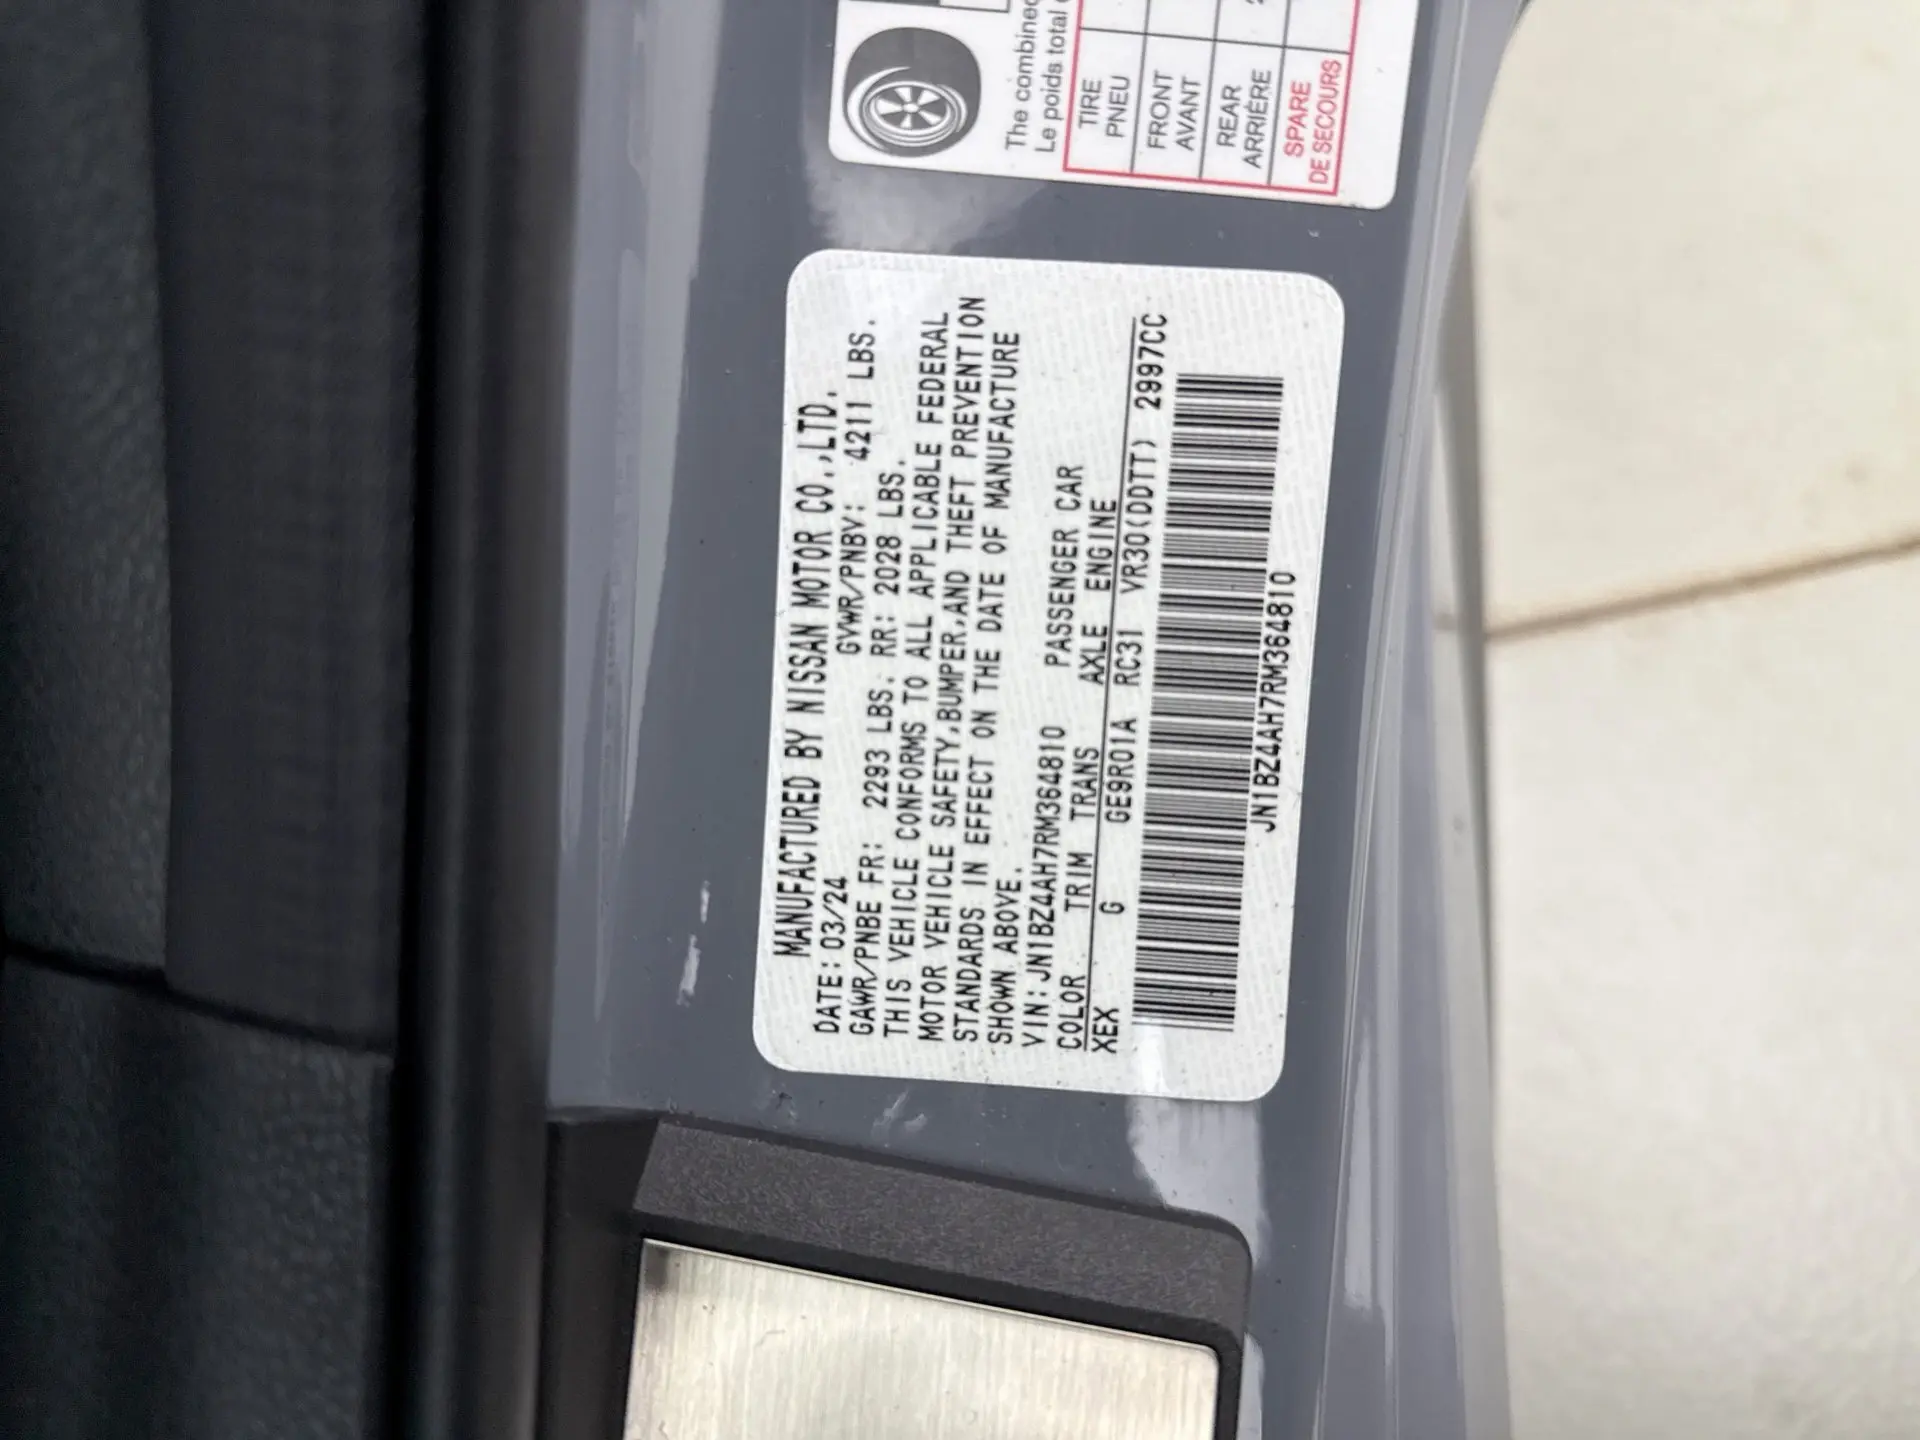 MANUFACTURED BY NISSAN MOTOR CO.,LTD.
DATE:03/24 GVWR/PNBV: 4211 LBS.
GAWR/PNBE FR: 2293 LBS. RR: 2028 LBS.
THIS VEHICLE CONFORMS TO ALL APPLICABLE FEDERAL
MOTOR VEHICLE SAFETY,BUMPER,AND THEFT PREVENTION
STANDARDS IN EFFECT ON THE DATE OF MANUFACTURE
SHOWN ABOVE.
VIN:JN1BZ4AH7RM364810 PASSENGER CAR
COLOR TRIM TRANS AXLE ENGINE
XEX G GE9R01A RC31 VR30(DDTT) 2997CC
JN1BZ4AH7RM364810
The combined
Le poids total
TIRE
PNEU
FRONT
AVANT
REAR
ARRIÈRE
SPARE
DE SECOURS